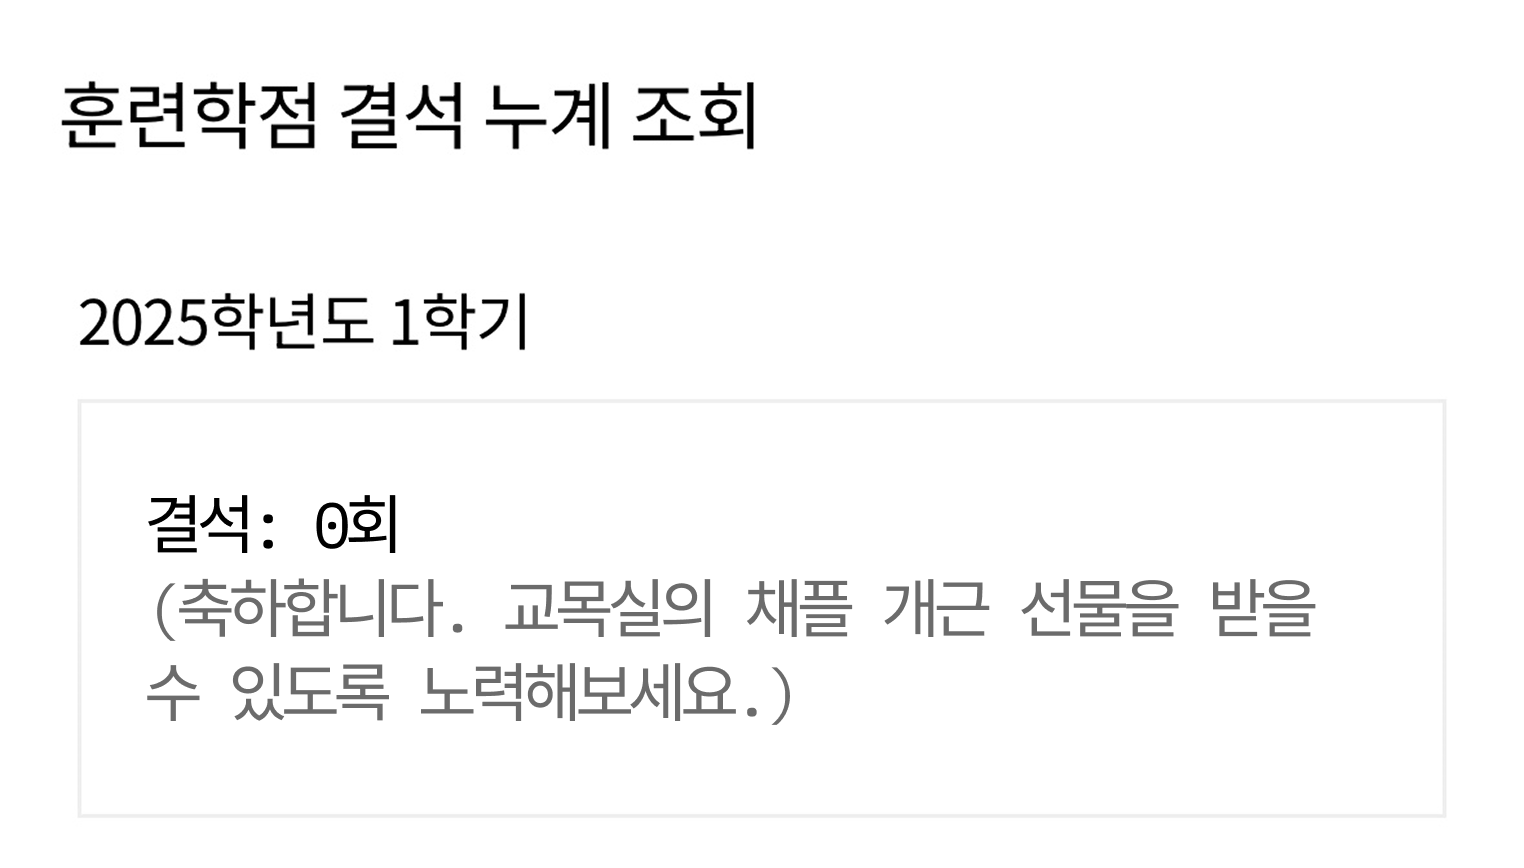 훈련학점 결석 누계 조회
2025학년도 1학기
결석: 0회
(축하합니다. 교목실의 채플 개근 선물을 받을
수 있도록 노력해보세요.)